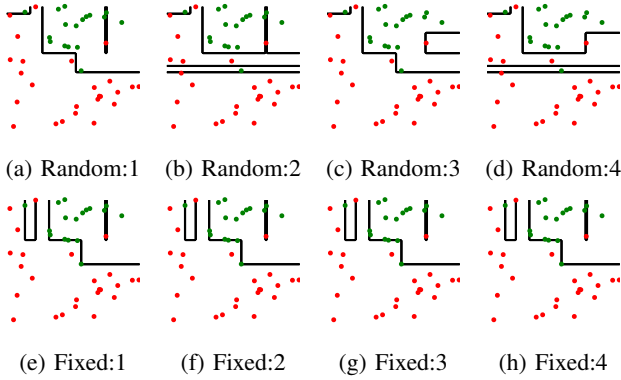 (a) Random:1 (b) Random:2 (c) Random:3 (d) Random:4
(e) Fixed:1 (f) Fixed:2 (g) Fixed:3 (h) Fixed:4